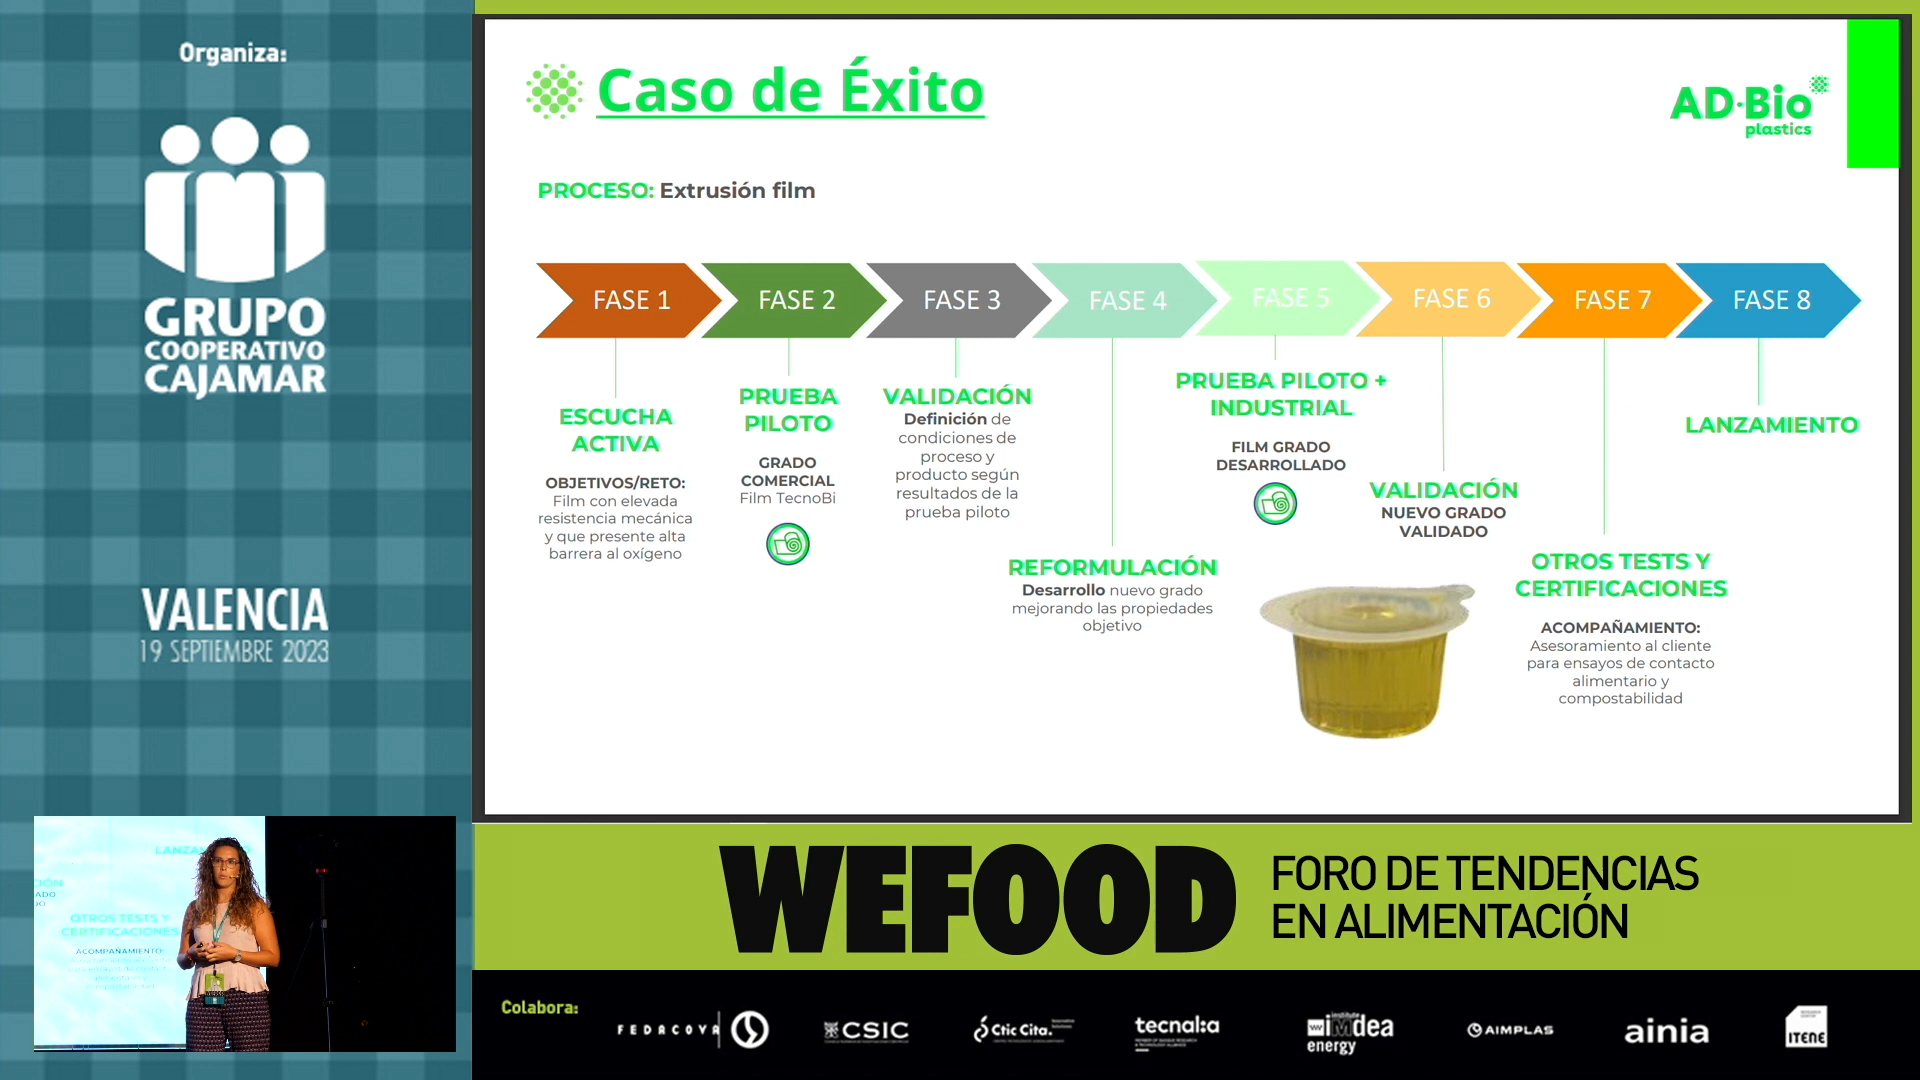 Organiza:
GRUPO
COOPERATIVO
CAJAMAR
VALENCIA
19 SEPTIEMBRE 2023
Caso de Éxito
AD·Bio
plastics
PROCESO: Extrusión film
FASE 1
FASE 2
FASE 3
FASE 4
FASE 5
FASE 6
FASE 7
FASE 8
ESCUCHA
ACTIVA
OBJETIVOS/RETO:
Film con elevada
resistencia mecánica
y que presente alta
barrera al oxígeno
PRUEBA
PILOTO
GRADO
COMERCIAL
Film TecnoBi
VALIDACIÓN
Definición de
condiciones de
proceso y
producto según
resultados de la
prueba piloto
REFORMULACIÓN
Desarrollo nuevo grado
mejorando las propiedades
objetivo
PRUEBA PILOTO +
INDUSTRIAL
FILM GRADO
DESARROLLADO
VALIDACIÓN
NUEVO GRADO
VALIDADO
OTROS TESTS Y
CERTIFICACIONES
ACOMPAÑAMIENTO:
Asesoramiento al cliente
para ensayos de contacto
alimentario y
compostabilidad
LANZAMIENTO
OTROS TESTS Y
CERTIFICACIONES
ACOMPAÑAMIENTO:
WEFOOD
FORO DE TENDENCIAS
EN ALIMENTACIÓN
Colabora:
FEDACOVA
CSIC
Ctic Cita.
tecnal:a
institute
imdea
energy
AIMPLAS
ainia
ITENE